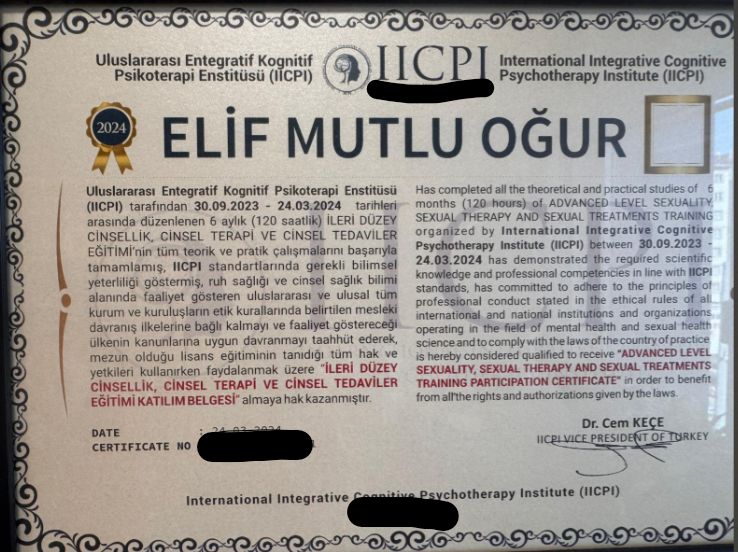 Uluslararası Entegratif Kognitif
Psikoterapi Enstitüsü (IICPI)
IICPI
International Integrative Cognitive
Psychotherapy Institute (IICPI)
2024
ELİF MUTLU OĞUR
Uluslararası Entegratif Kognitif Psikoterapi Enstitüsü
(IICPI) tarafından 30.09.2023 - 24.03.2024 tarihleri
arasında düzenlenen 6 aylık (120 saatlik) İLERİ DÜZEY
CİNSELLİK, CİNSEL TERAPİ VE CİNSEL TEDAVİLER
EĞİTİMİ'nin tüm teorik ve pratik çalışmalarını başarıyla
tamamlamış, IICPI standartlarında gerekli bilimsel
yeterliliği göstermiş, ruh sağlığı ve cinsel sağlık bilimi
alanında faaliyet gösteren uluslararası ve ulusal tüm
kurum ve kuruluşların etik kurallarında belirtilen mesleki
davranış ilkelerine bağlı kalmayı ve faaliyet göstereceği
ülkenin kanunlarına uygun davranmayı taahhüt ederek,
mezun olduğu lisans eğitiminin tanıdığı tüm hak ve
yetkileri kullanırken faydalanmak üzere "İLERİ DÜZEY
CİNSELLİK, CİNSEL TERAPİ VE CİNSEL TEDAVİLER
EĞİTİMİ KATILIM BELGESİ" almaya hak kazanmıştır.
Has completed all the theoretical and practical studies of 6
months (120 hours) of ADVANCED LEVEL SEXUALITY,
SEXUAL THERAPY AND SEXUAL TREATMENTS TRAINING
organized by International Integrative Cognitive
Psychotherapy Institute (IICPI) between 30.09.2023 -
24.03.2024 has demonstrated the required scientific
knowledge and professional competencies in line with IICPI
standards, has committed to adhere to the principles of
professional conduct stated in the ethical rules of all
international and national institutions and organizations
operating in the field of mental health and sexual health
science and to comply with the laws of the country of practice
is hereby considered qualified to receive "ADVANCED LEVEL
SEXUALITY, SEXUAL THERAPY AND SEXUAL TREATMENTS
TRAINING PARTICIPATION CERTIFICATE" in order to benefit
from all the rights and authorizations given by the laws.
DATE : 24.03.2024
CERTIFICATE NO
Dr. Cem KEÇE
IICPI VICE PRESIDENT OF TURKEY
International Integrative Cognitive Psychotherapy Institute (IICPI)